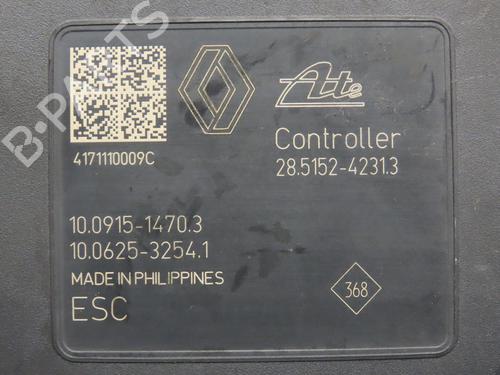 Ate
4171110009C
Controller
28.5152-4231.3
10.0915-1470.3
10.0625-3254.1
MADE IN PHILIPPINES
ESC
368
B-PARTS